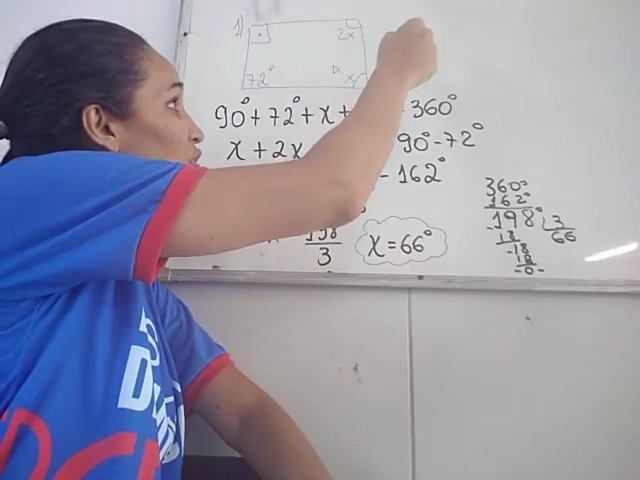 1)
2x
72° x
90° + 72° + x + - 360°
x + 2x 90° - 72°
- 162°
198
3
x = 66°
360°
162°
198° 3
18 66
- 18
18
- 0 -